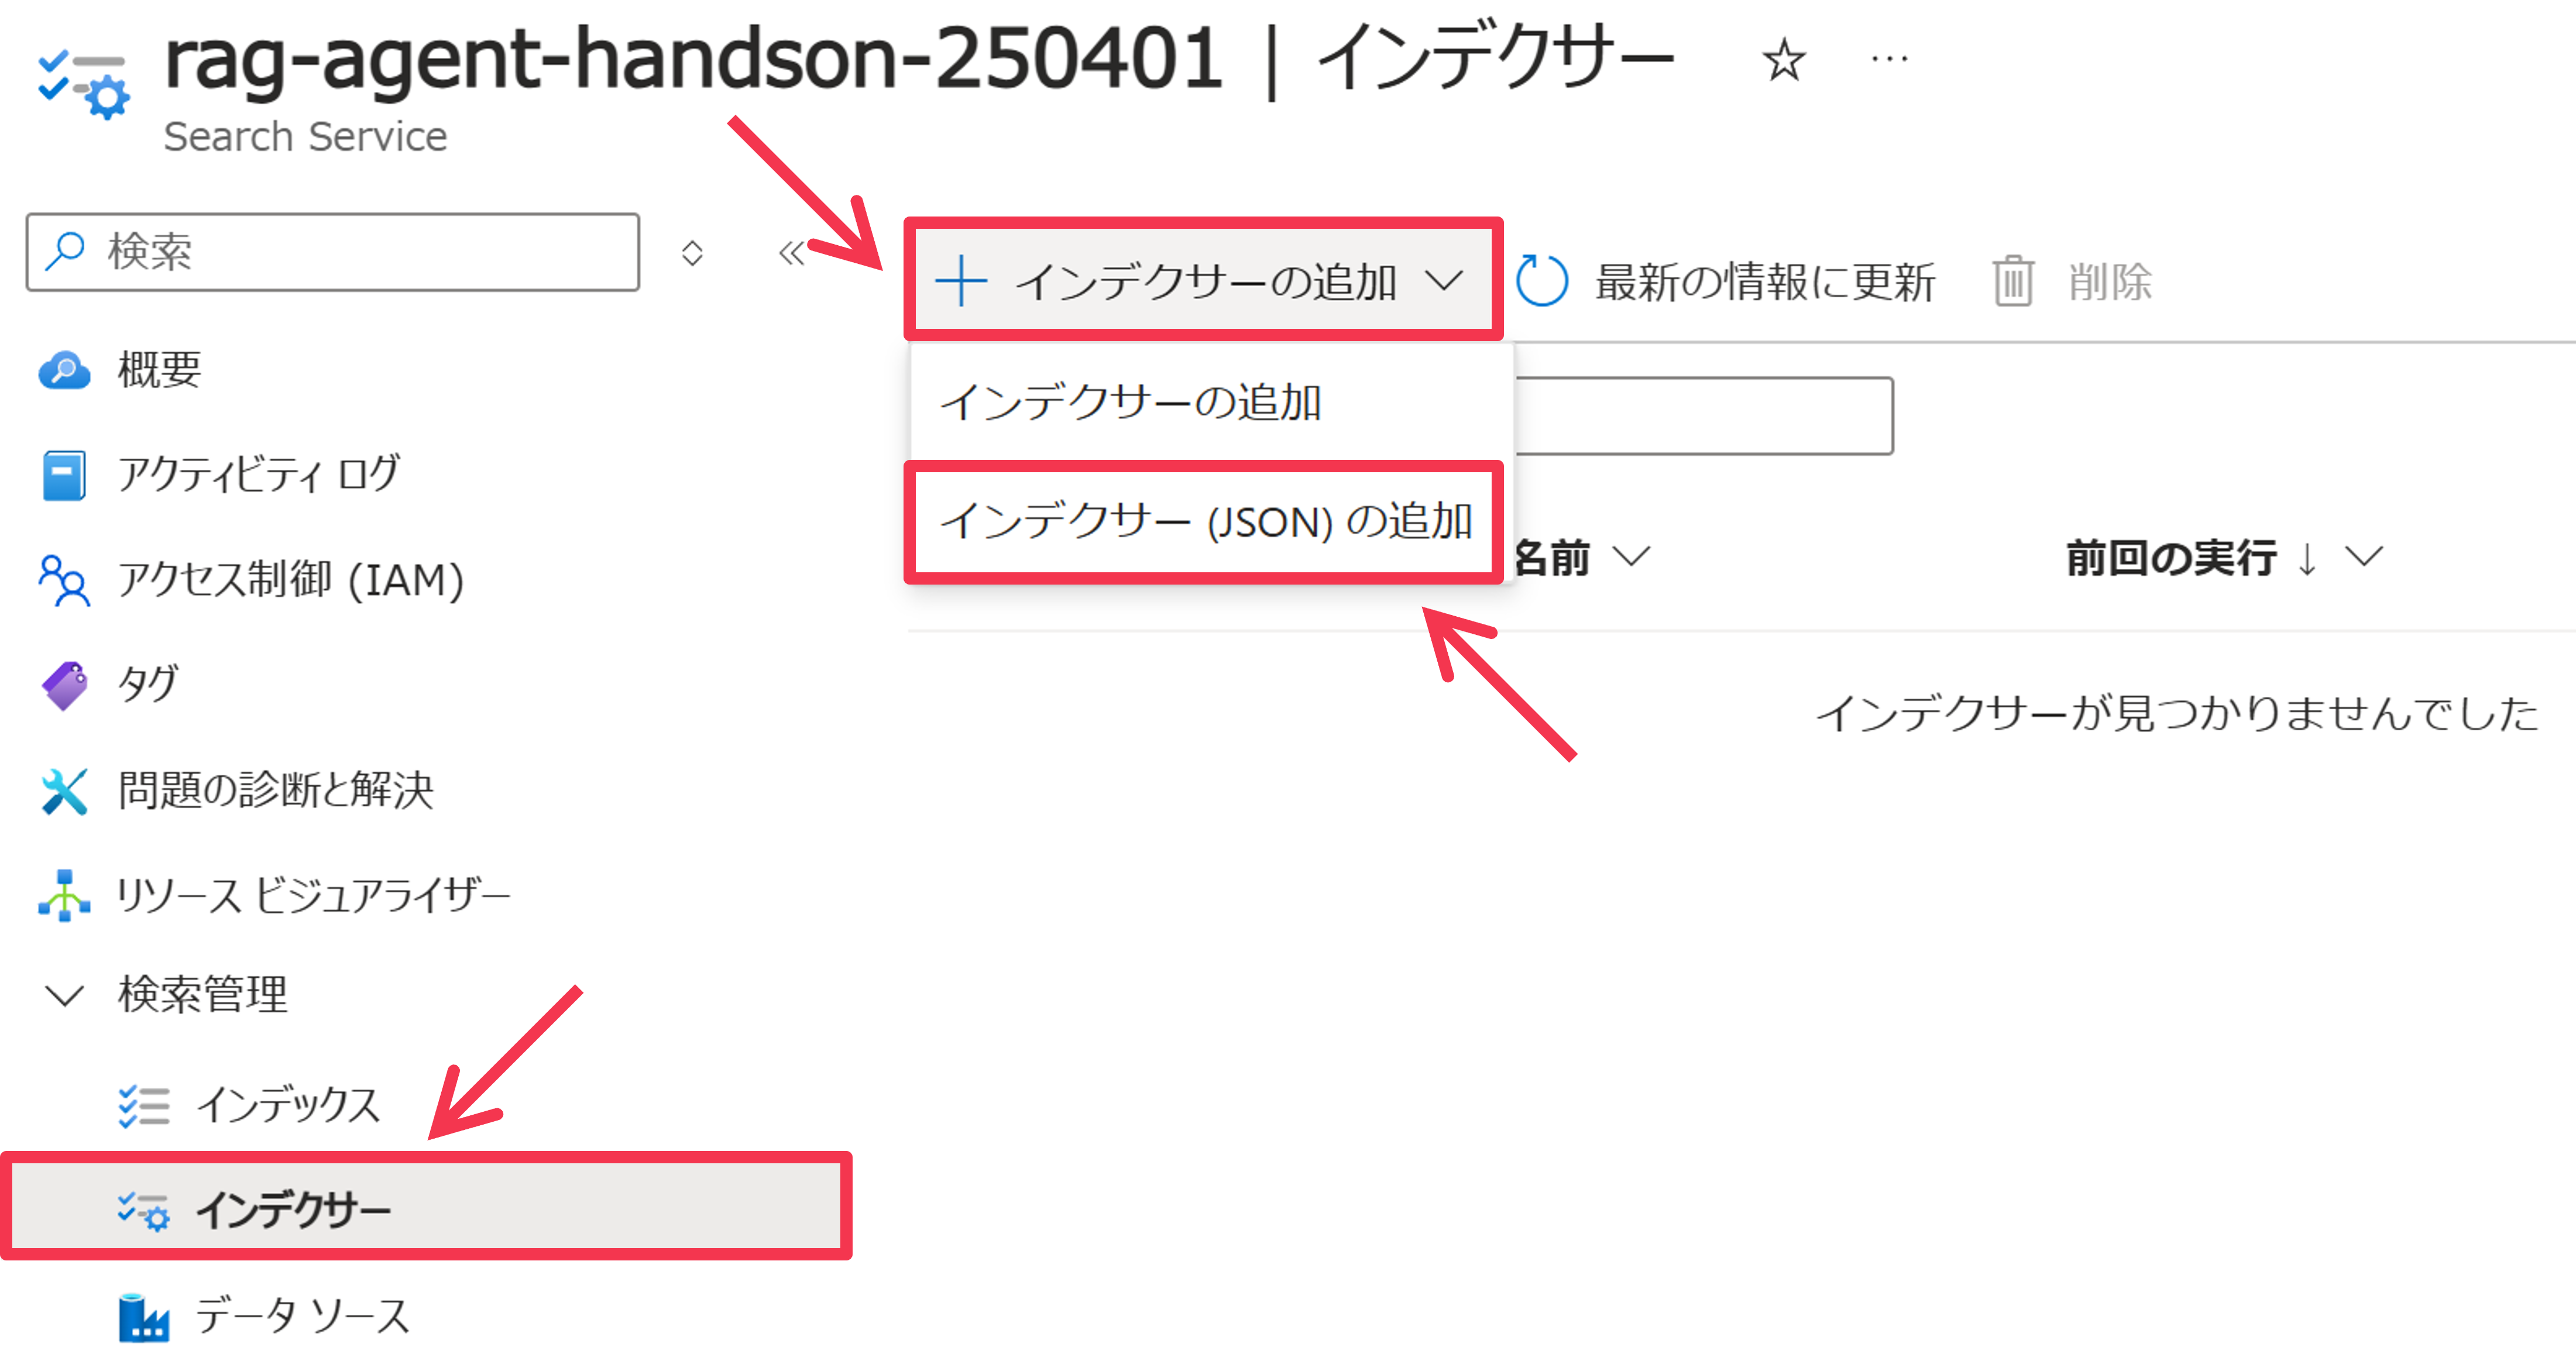 rag-agent-handson-250401 | インデクサー
Search Service
検索
インデクサーの追加
最新の情報に更新
削除
インデクサーの追加
インデクサー (JSON) の追加
名前
前回の実行 ↓
インデクサーが見つかりませんでした
概要
アクティビティ ログ
アクセス制御 (IAM)
タグ
問題の診断と解決
リソース ビジュアライザー
検索管理
インデックス
インデクサー
データ ソース